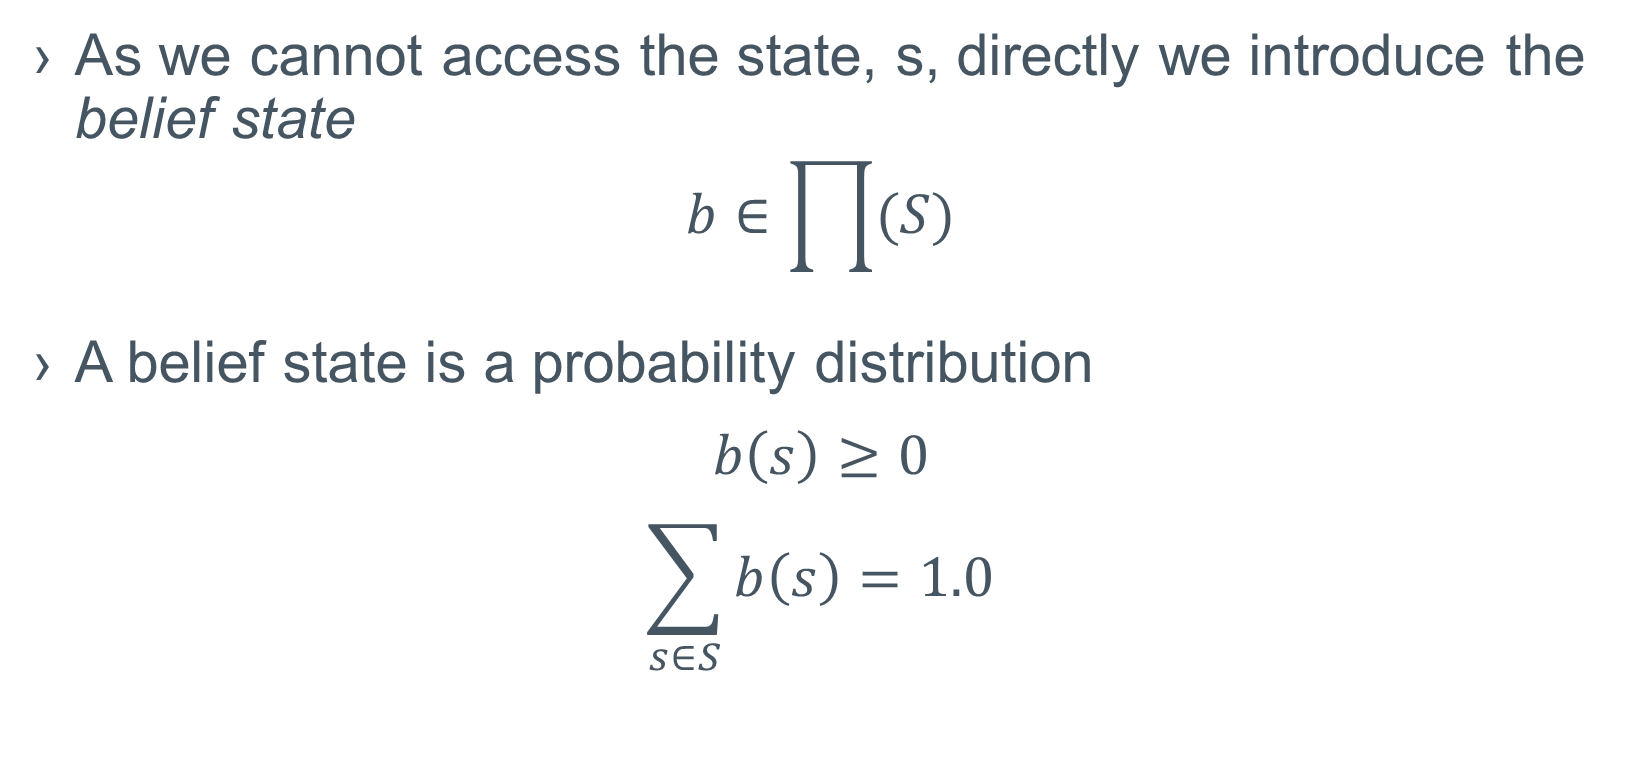 › As we cannot access the state, s, directly we introduce the
belief state
b ∈ ∏(S)
› A belief state is a probability distribution
b(s) ≥ 0
∑ b(s) = 1.0
s∈S